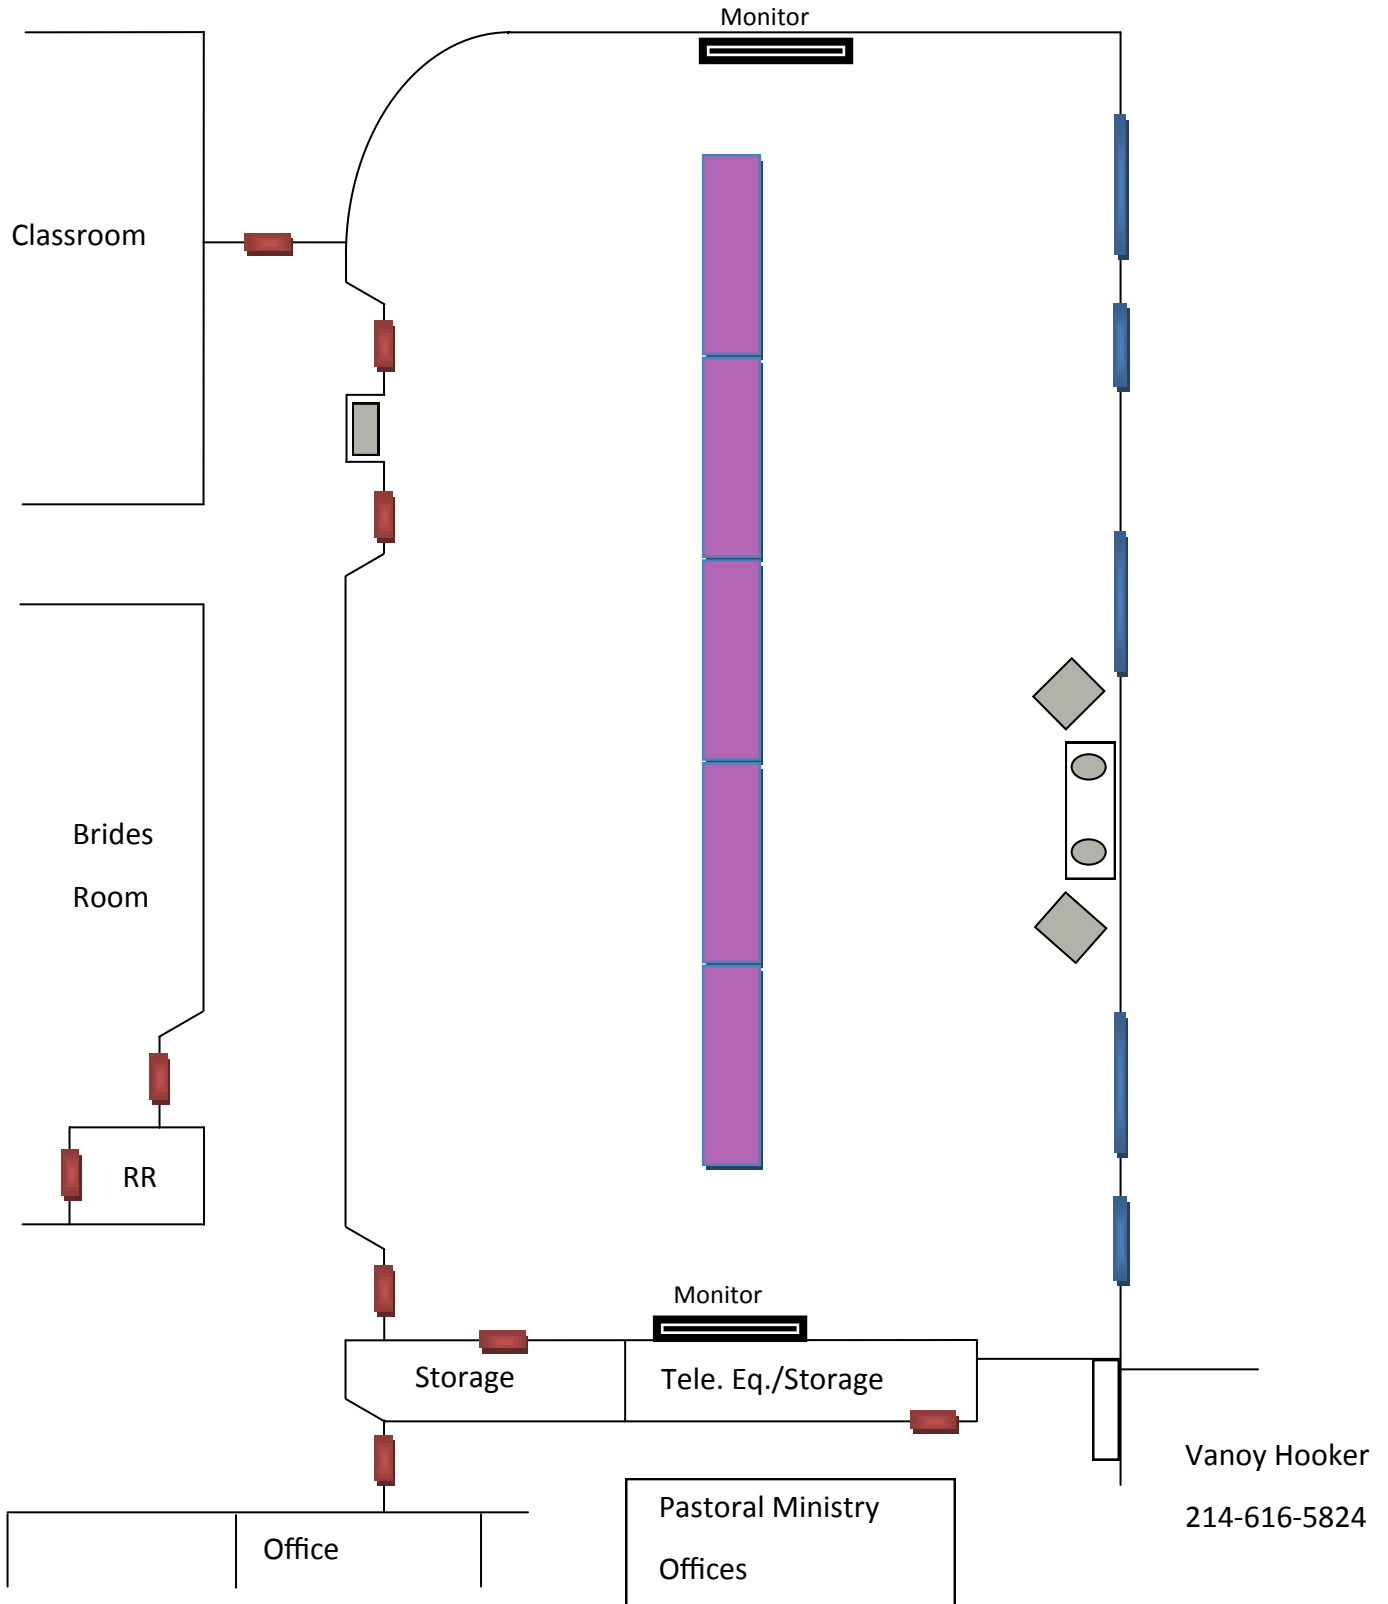 Monitor
Classroom
Brides
Room
RR
Monitor
Storage
Tele. Eq./Storage
Vanoy Hooker
214-616-5824
Pastoral Ministry
Offices
Office